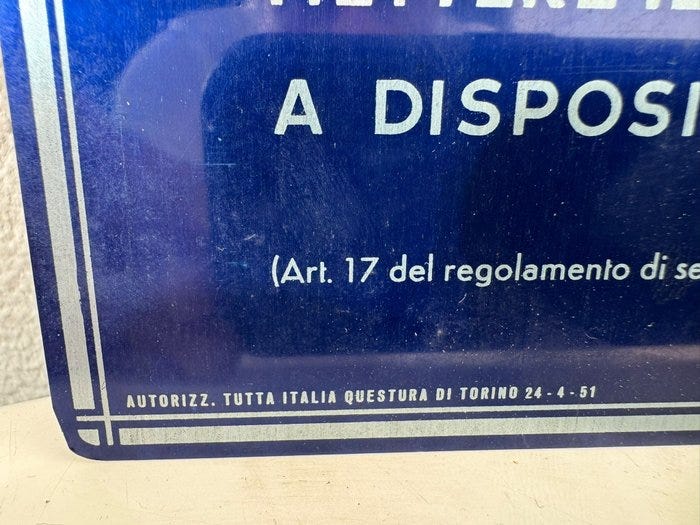 A DISPOSI
(Art. 17 del regolamento di se
AUTORIZZ. TUTTA ITALIA QUESTURA DI TORINO 24-4-51